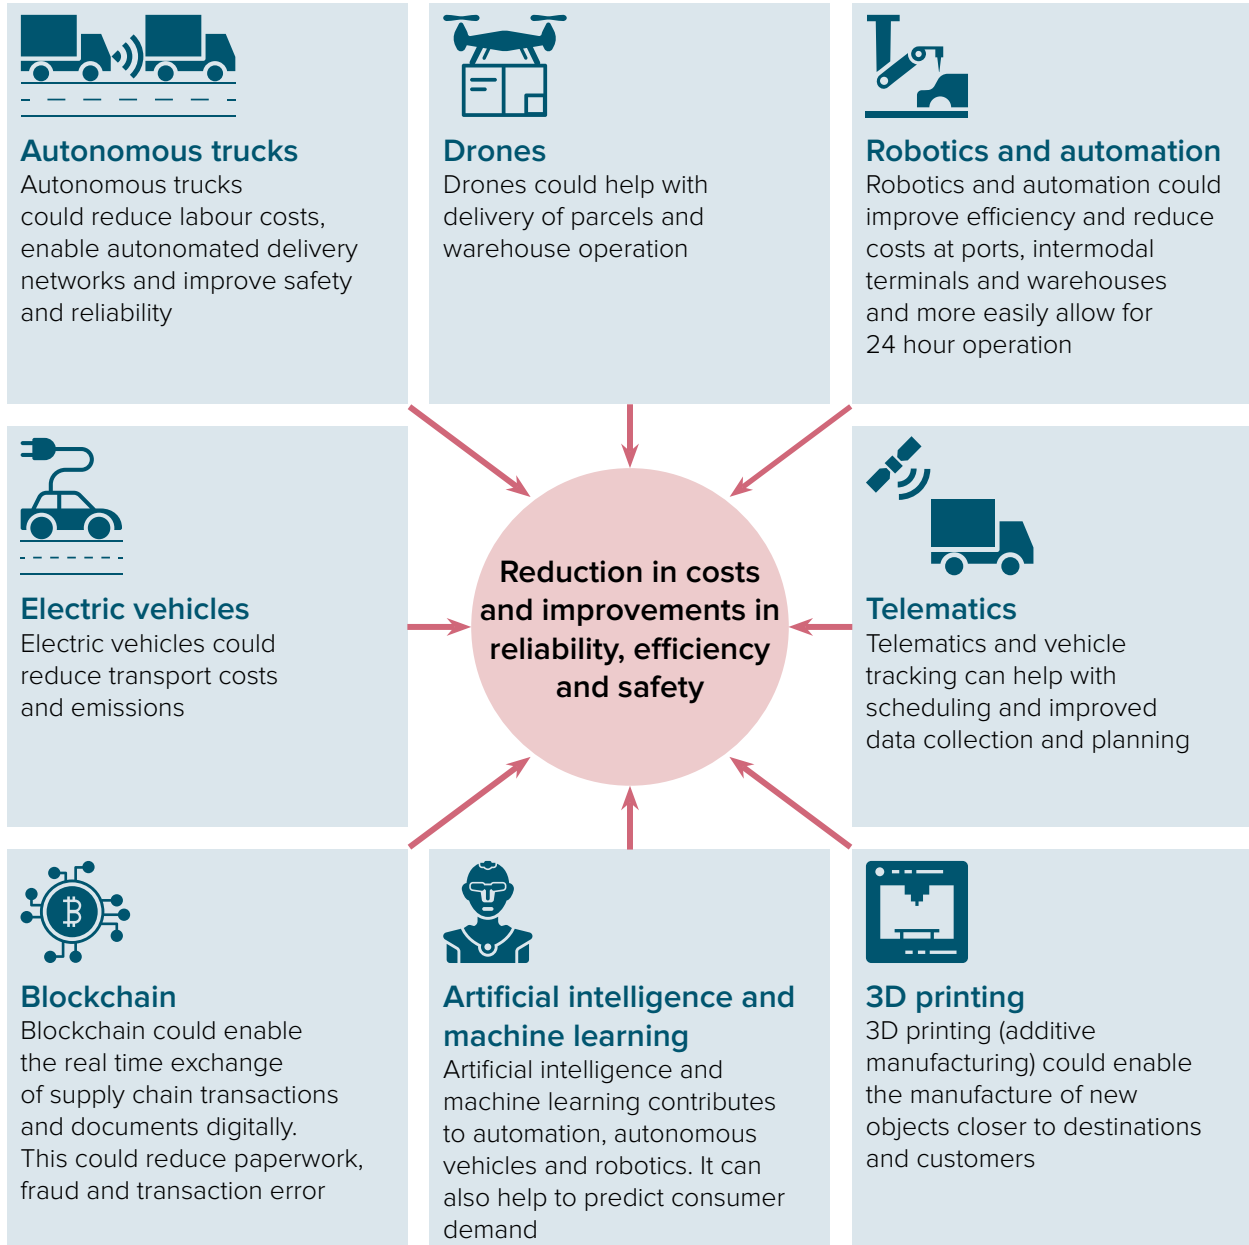 Autonomous trucks
Autonomous trucks
could reduce labour costs,
enable automated delivery
networks and improve safety
and reliability
Drones
Drones could help with
delivery of parcels and
warehouse operation
Robotics and automation
Robotics and automation could
improve efficiency and reduce
costs at ports, intermodal
terminals and warehouses
and more easily allow for
24 hour operation
Electric vehicles
Electric vehicles could
reduce transport costs
and emissions
Reduction in costs
and improvements in
reliability, efficiency
and safety
Telematics
Telematics and vehicle
tracking can help with
scheduling and improved
data collection and planning
Blockchain
Blockchain could enable
the real time exchange
of supply chain transactions
and documents digitally.
This could reduce paperwork,
fraud and transaction error
Artificial intelligence and
machine learning
Artificial intelligence and
machine learning contributes
to automation, autonomous
vehicles and robotics. It can
also help to predict consumer
demand
3D printing
3D printing (additive
manufacturing) could enable
the manufacture of new
objects closer to destinations
and customers